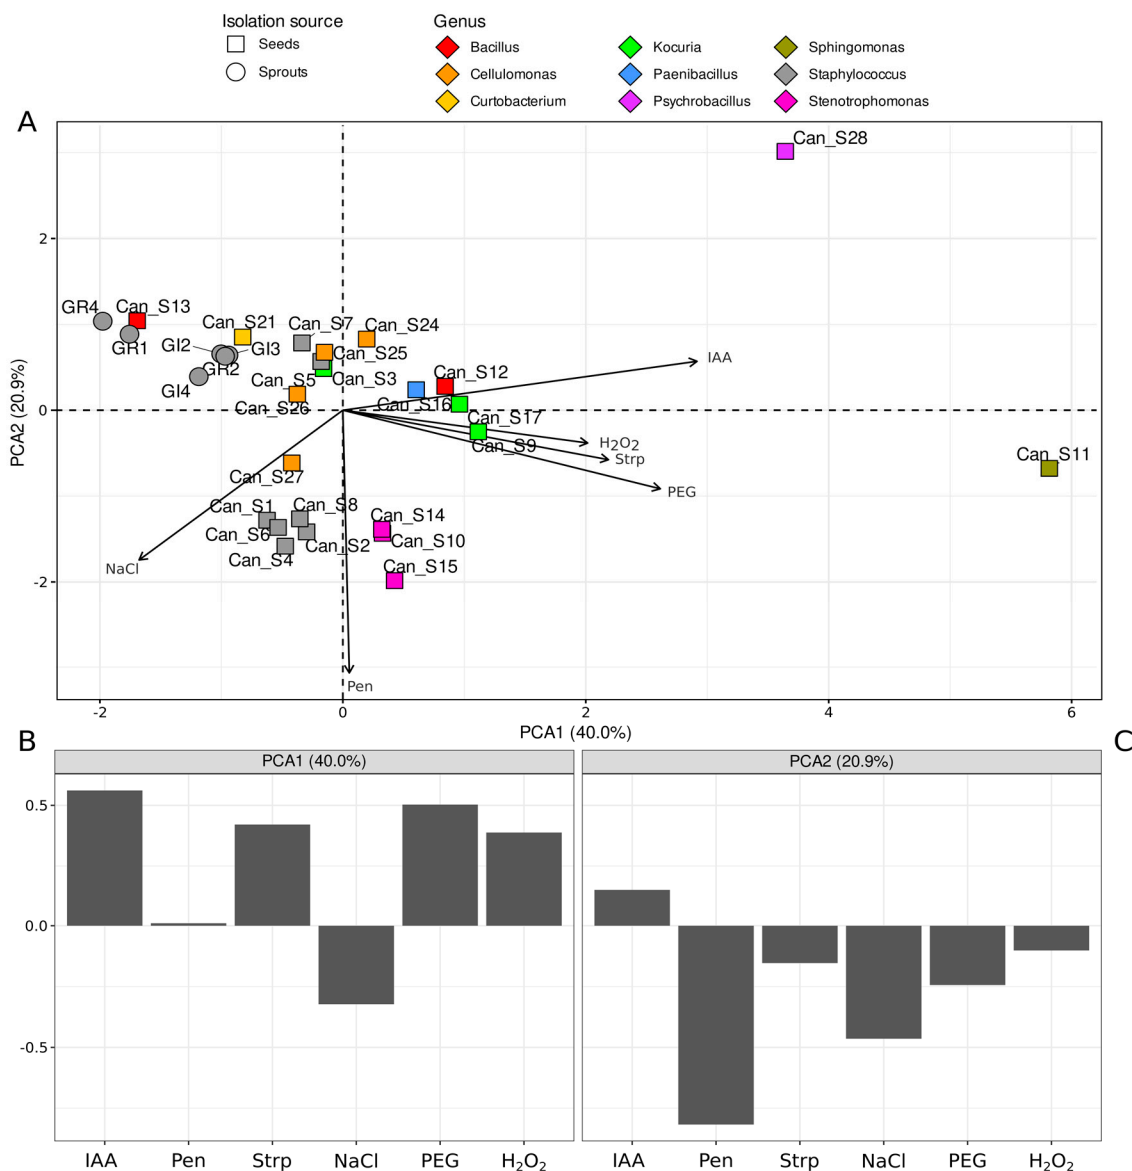 Isolation source
Seeds
Sprouts
Genus
Bacillus
Cellulomonas
Curtobacterium
Kocuria
Paenibacillus
Psychrobacillus
Sphingomonas
Staphylococcus
Stenotrophomonas
A
PCA2 (20.9%)
2
0
-2
Can_S28
GR4
Can_S13
GR1
Can_S21
GI2
GI3
GR2
GI4
Can_S7
Can_S24
Can_S25
Can_S5
Can_S3
Can_S26
Can_S12
Can_S16
Can_S17
Can_S9
IAA
H₂O₂
Strp
PEG
Can_S11
Can_S27
Can_S1
Can_S8
Can_S6
Can_S2
Can_S4
Can_S14
Can_S10
Can_S15
NaCl
Pen
-2
0
2
4
6
PCA1 (40.0%)
B
C
PCA1 (40.0%)
PCA2 (20.9%)
0.5
0.0
-0.5
IAA
Pen
Strp
NaCl
PEG
H₂O₂
IAA
Pen
Strp
NaCl
PEG
H₂O₂